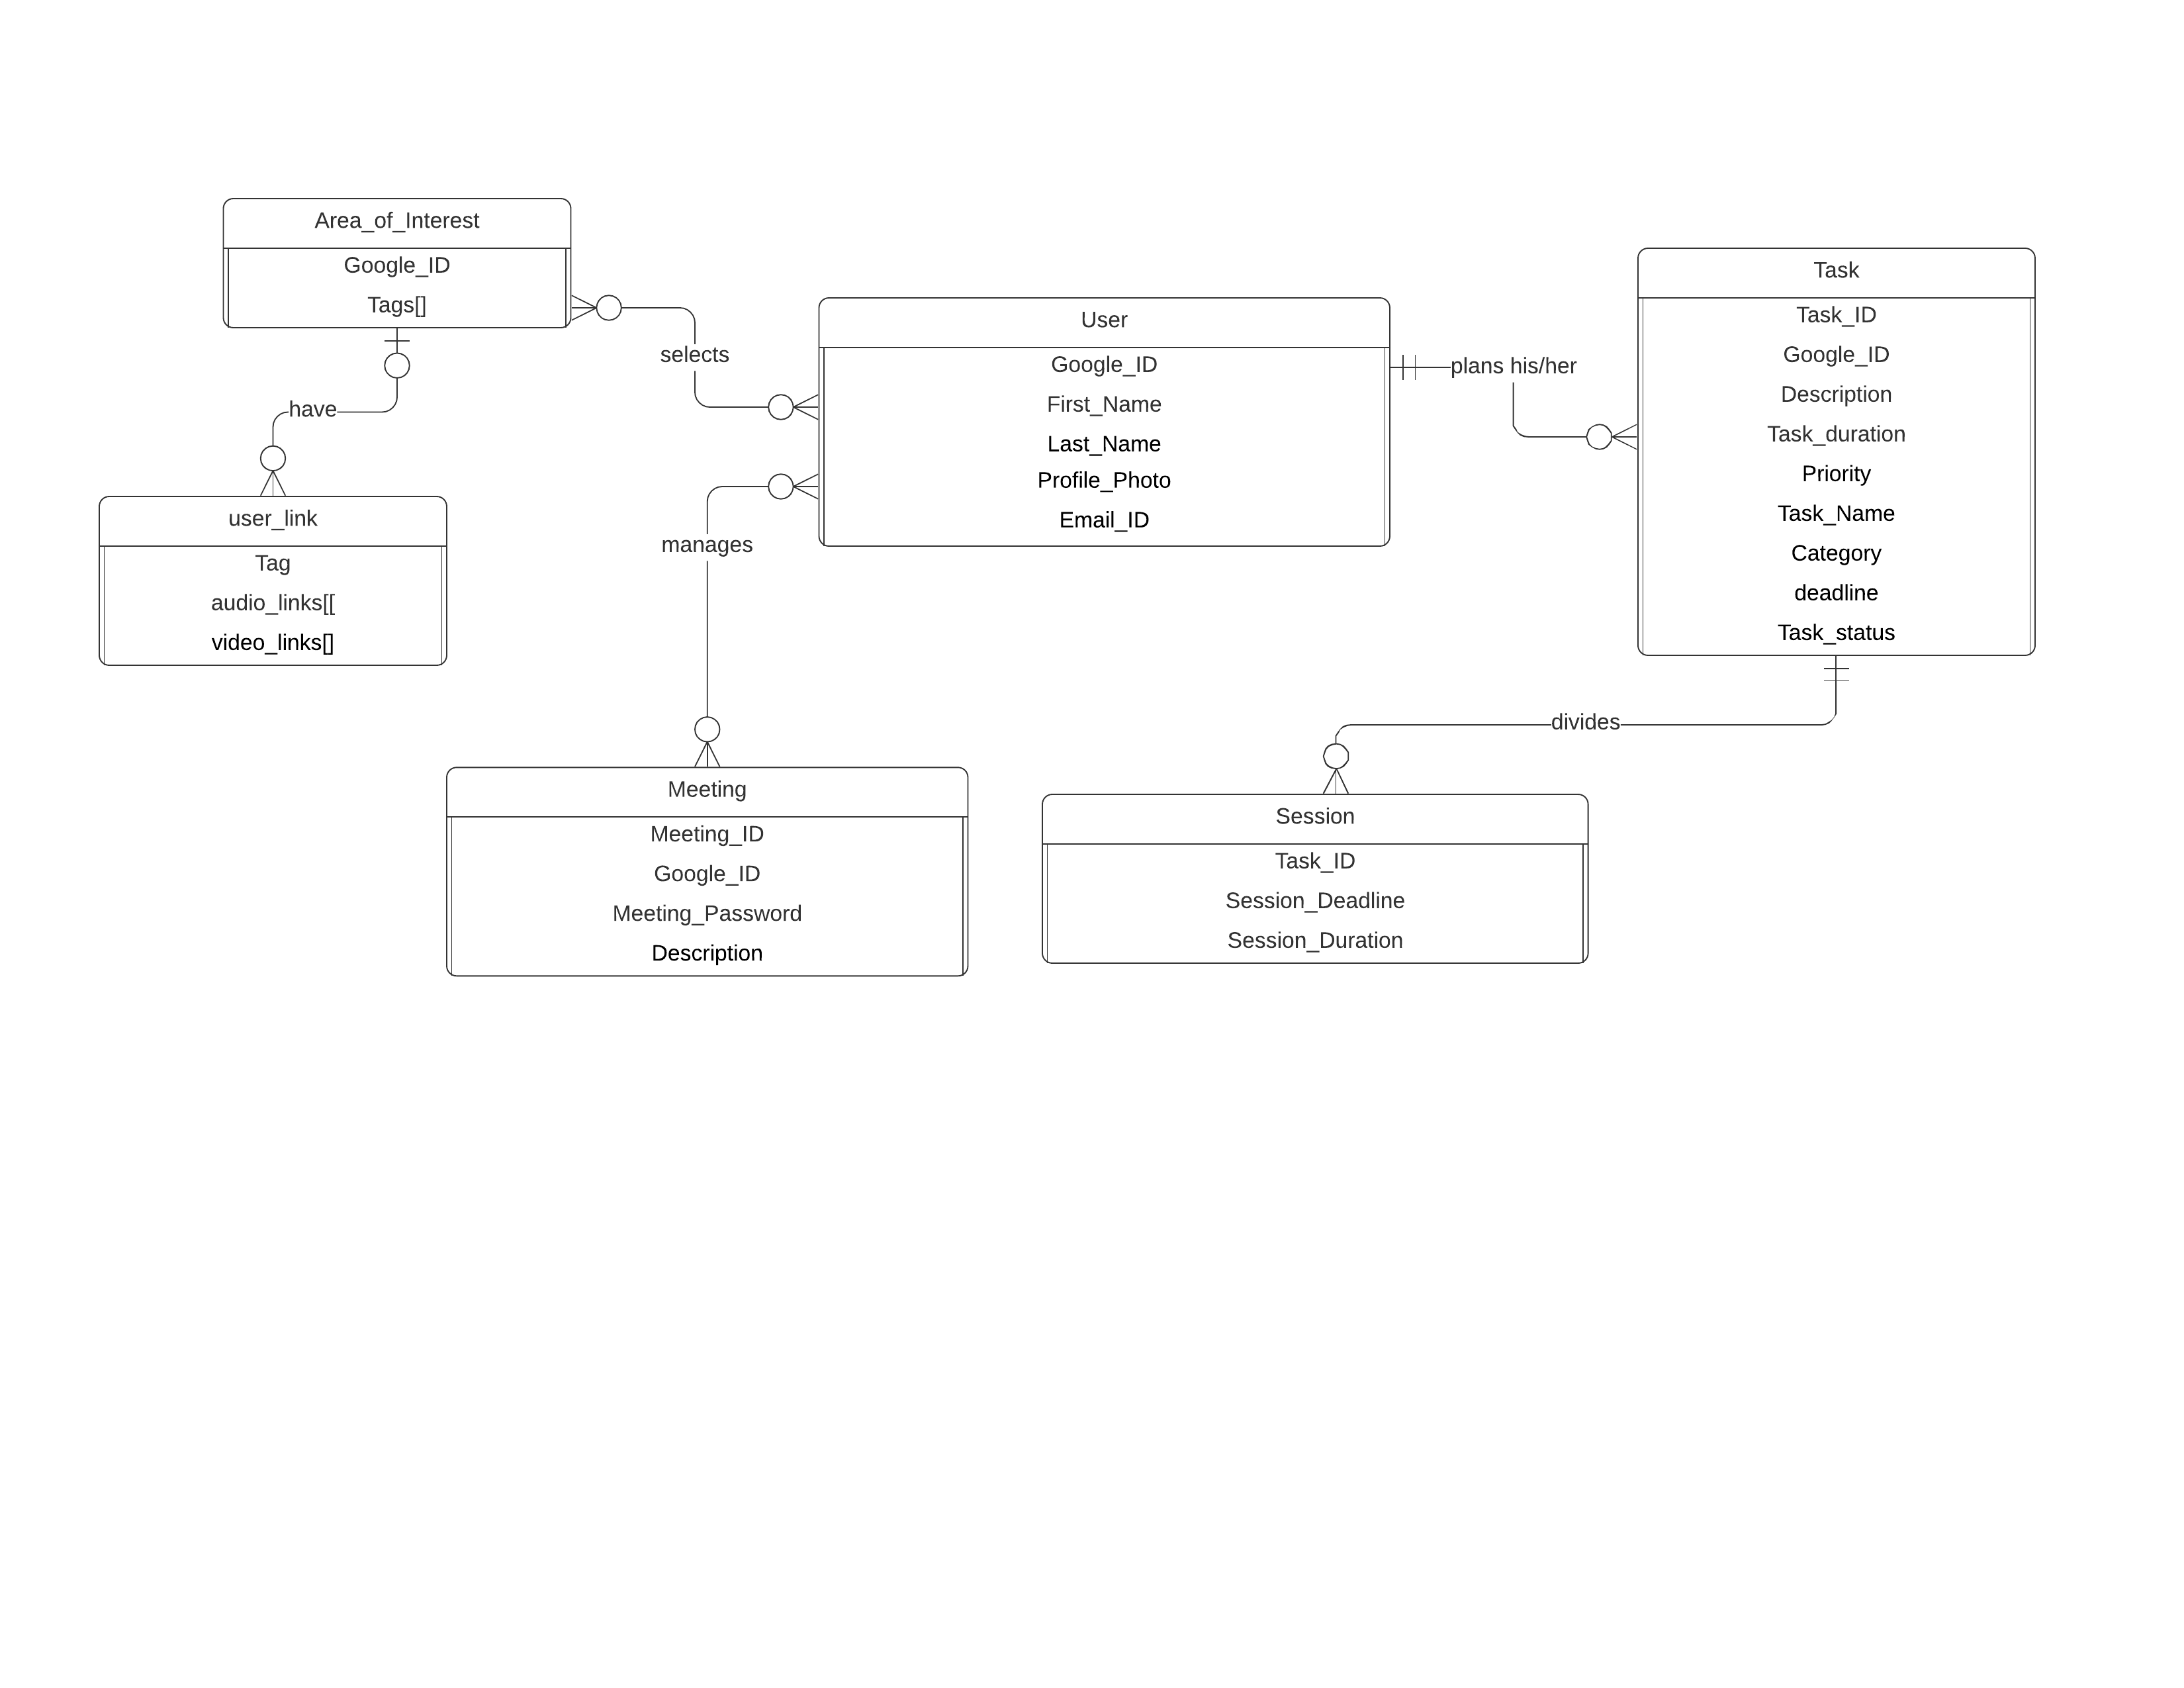 Area_of_Interest
Google_ID
Tags[]
selects
have
user_link
Tag
audio_links[[
video_links[]
User
Google_ID
First_Name
Last_Name
Profile_Photo
Email_ID
manages
plans his/her
Task
Task_ID
Google_ID
Description
Task_duration
Priority
Task_Name
Category
deadline
Task_status
divides
Meeting
Meeting_ID
Google_ID
Meeting_Password
Description
Session
Task_ID
Session_Deadline
Session_Duration